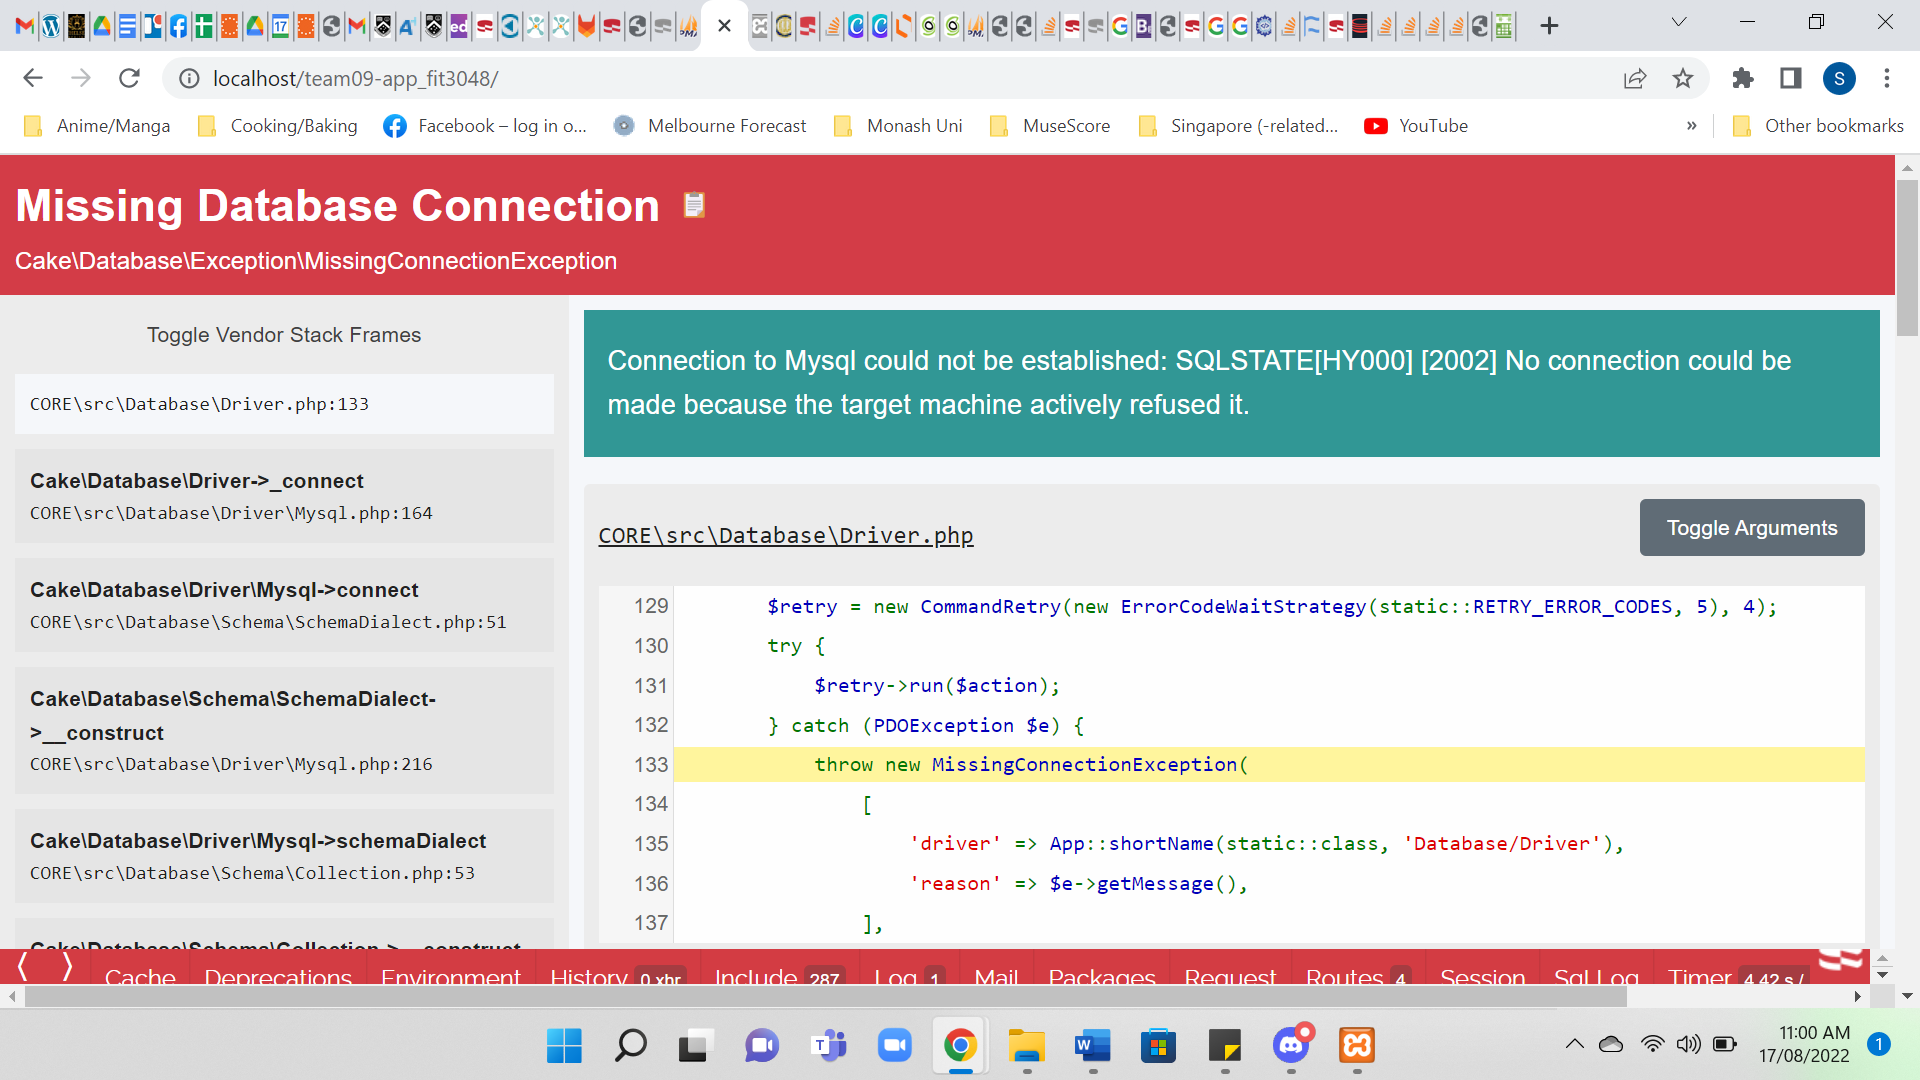 localhost/team09-app_fit3048/
S
Anime/Manga
Cooking/Baking
Facebook – log in o...
Melbourne Forecast
Monash Uni
MuseScore
Singapore (-related...
YouTube
»
Other bookmarks
Missing Database Connection
Cake\Database\Exception\MissingConnectionException
Toggle Vendor Stack Frames
CORE\src\Database\Driver.php:133
Cake\Database\Driver->_connect
CORE\src\Database\Driver\Mysql.php:164
Cake\Database\Driver\Mysql->connect
CORE\src\Database\Schema\SchemaDialect.php:51
Cake\Database\Schema\SchemaDialect-
>__construct
CORE\src\Database\Driver\Mysql.php:216
Cake\Database\Driver\Mysql->schemaDialect
CORE\src\Database\Schema\Collection.php:53
Cake\Database\Schema\Collection->__construct
Connection to Mysql could not be established: SQLSTATE[HY000] [2002] No connection could be
made because the target machine actively refused it.
CORE\src\Database\Driver.php
Toggle Arguments
129 $retry = new CommandRetry(new ErrorCodeWaitStrategy(static::RETRY_ERROR_CODES, 5), 4);
130 try {
131 $retry->run($action);
132 } catch (PDOException $e) {
133 throw new MissingConnectionException(
134 [
135 'driver' => App::shortName(static::class, 'Database/Driver'),
136 'reason' => $e->getMessage(),
137 ],
Cache
Deprecations
Environment
History 0 xhr
Include 287
Log 1
Mail
Packages
Request
Routes 4
Session
Sql Log
Timer 4.42 s /
11:00 AM
17/08/2022
1